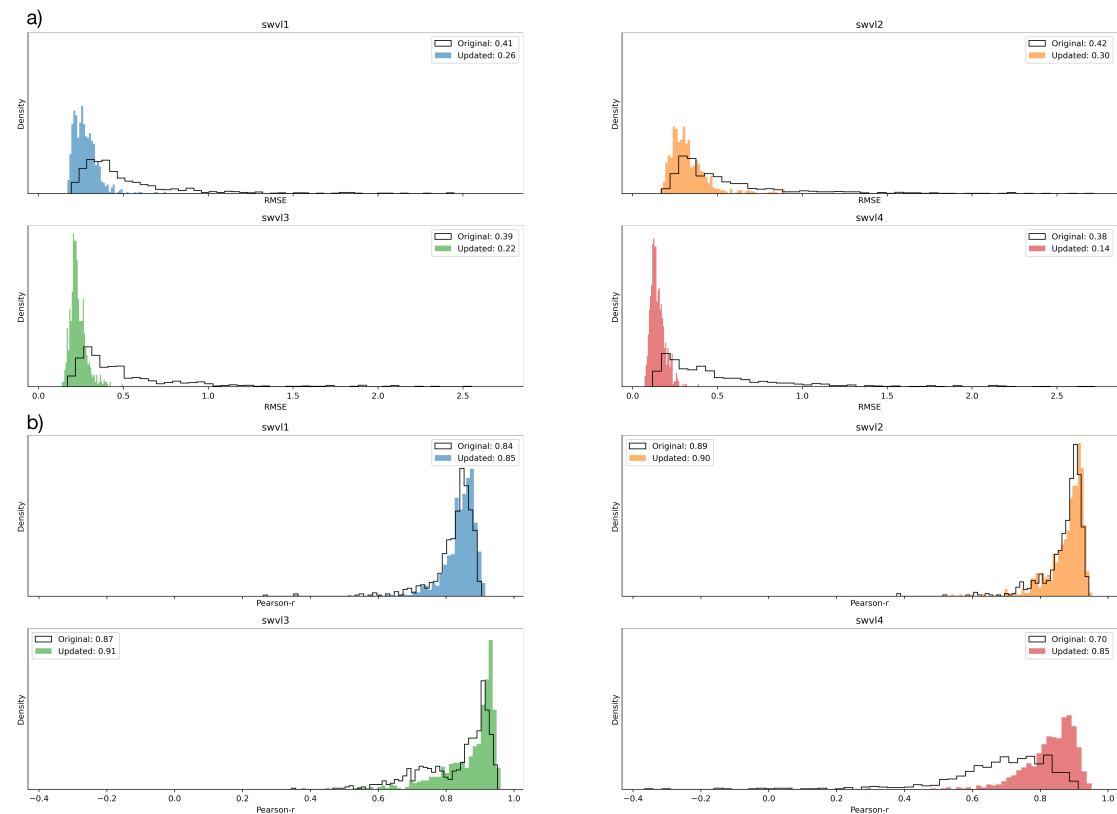 a)
swvl1
Original: 0.41
Updated: 0.26
Density
RMSE
swvl2
Original: 0.42
Updated: 0.30
Density
RMSE
swvl3
Original: 0.39
Updated: 0.22
Density
0.0 0.5 1.0 1.5 2.0 2.5
RMSE
swvl4
Original: 0.38
Updated: 0.14
Density
0.0 0.5 1.0 1.5 2.0 2.5
RMSE
b)
swvl1
Original: 0.84
Updated: 0.85
Density
Pearson-r
swvl2
Original: 0.89
Updated: 0.90
Density
Pearson-r
swvl3
Original: 0.87
Updated: 0.91
Density
−0.4 −0.2 0.0 0.2 0.4 0.6 0.8 1.0
Pearson-r
swvl4
Original: 0.70
Updated: 0.85
Density
−0.4 −0.2 0.0 0.2 0.4 0.6 0.8 1.0
Pearson-r